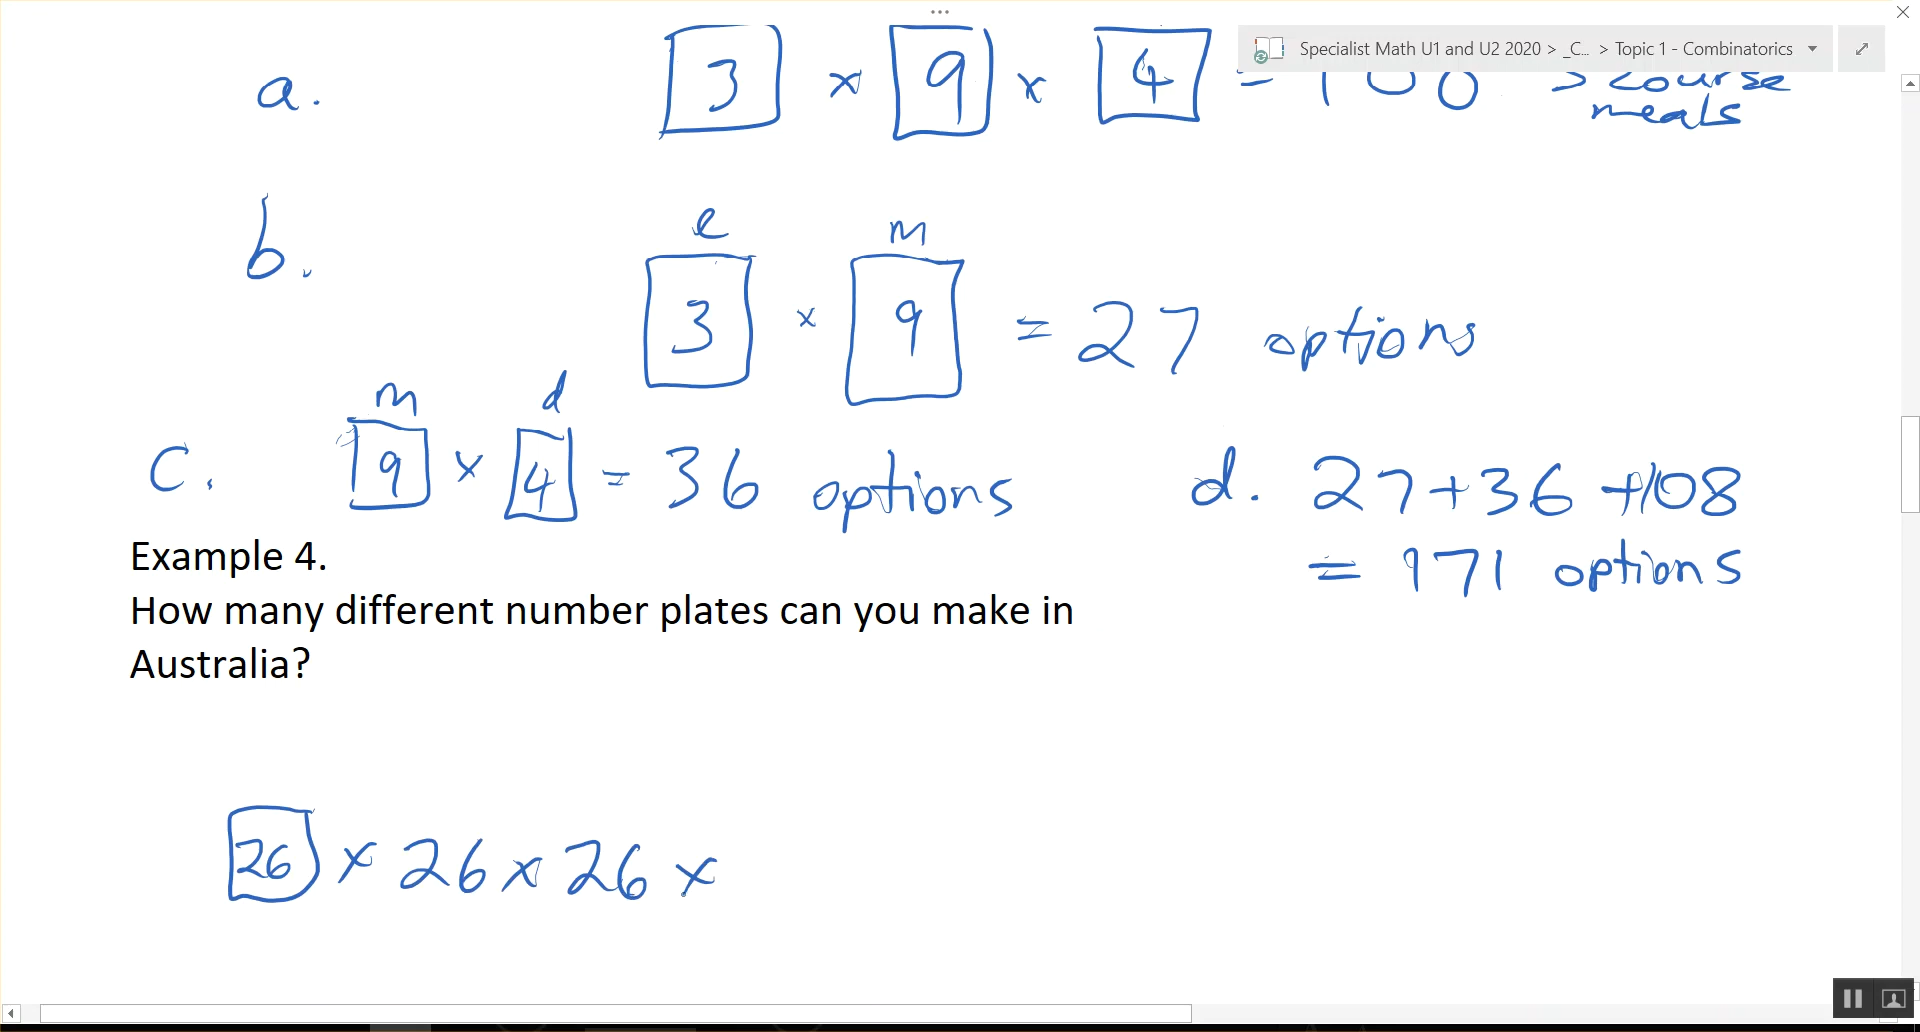 Specialist Math U1 and U2 2020 > _C... > Topic 1 - Combinatorics
a. 3 x 9 x 4 = 108 3 course
meals
b.
e m
3 x 9 = 27 options
m d
c. 9 x 4 = 36 options
d. 27+36+108
= 171 options
Example 4.
How many different number plates can you make in
Australia?
26 x 26 x 26 x